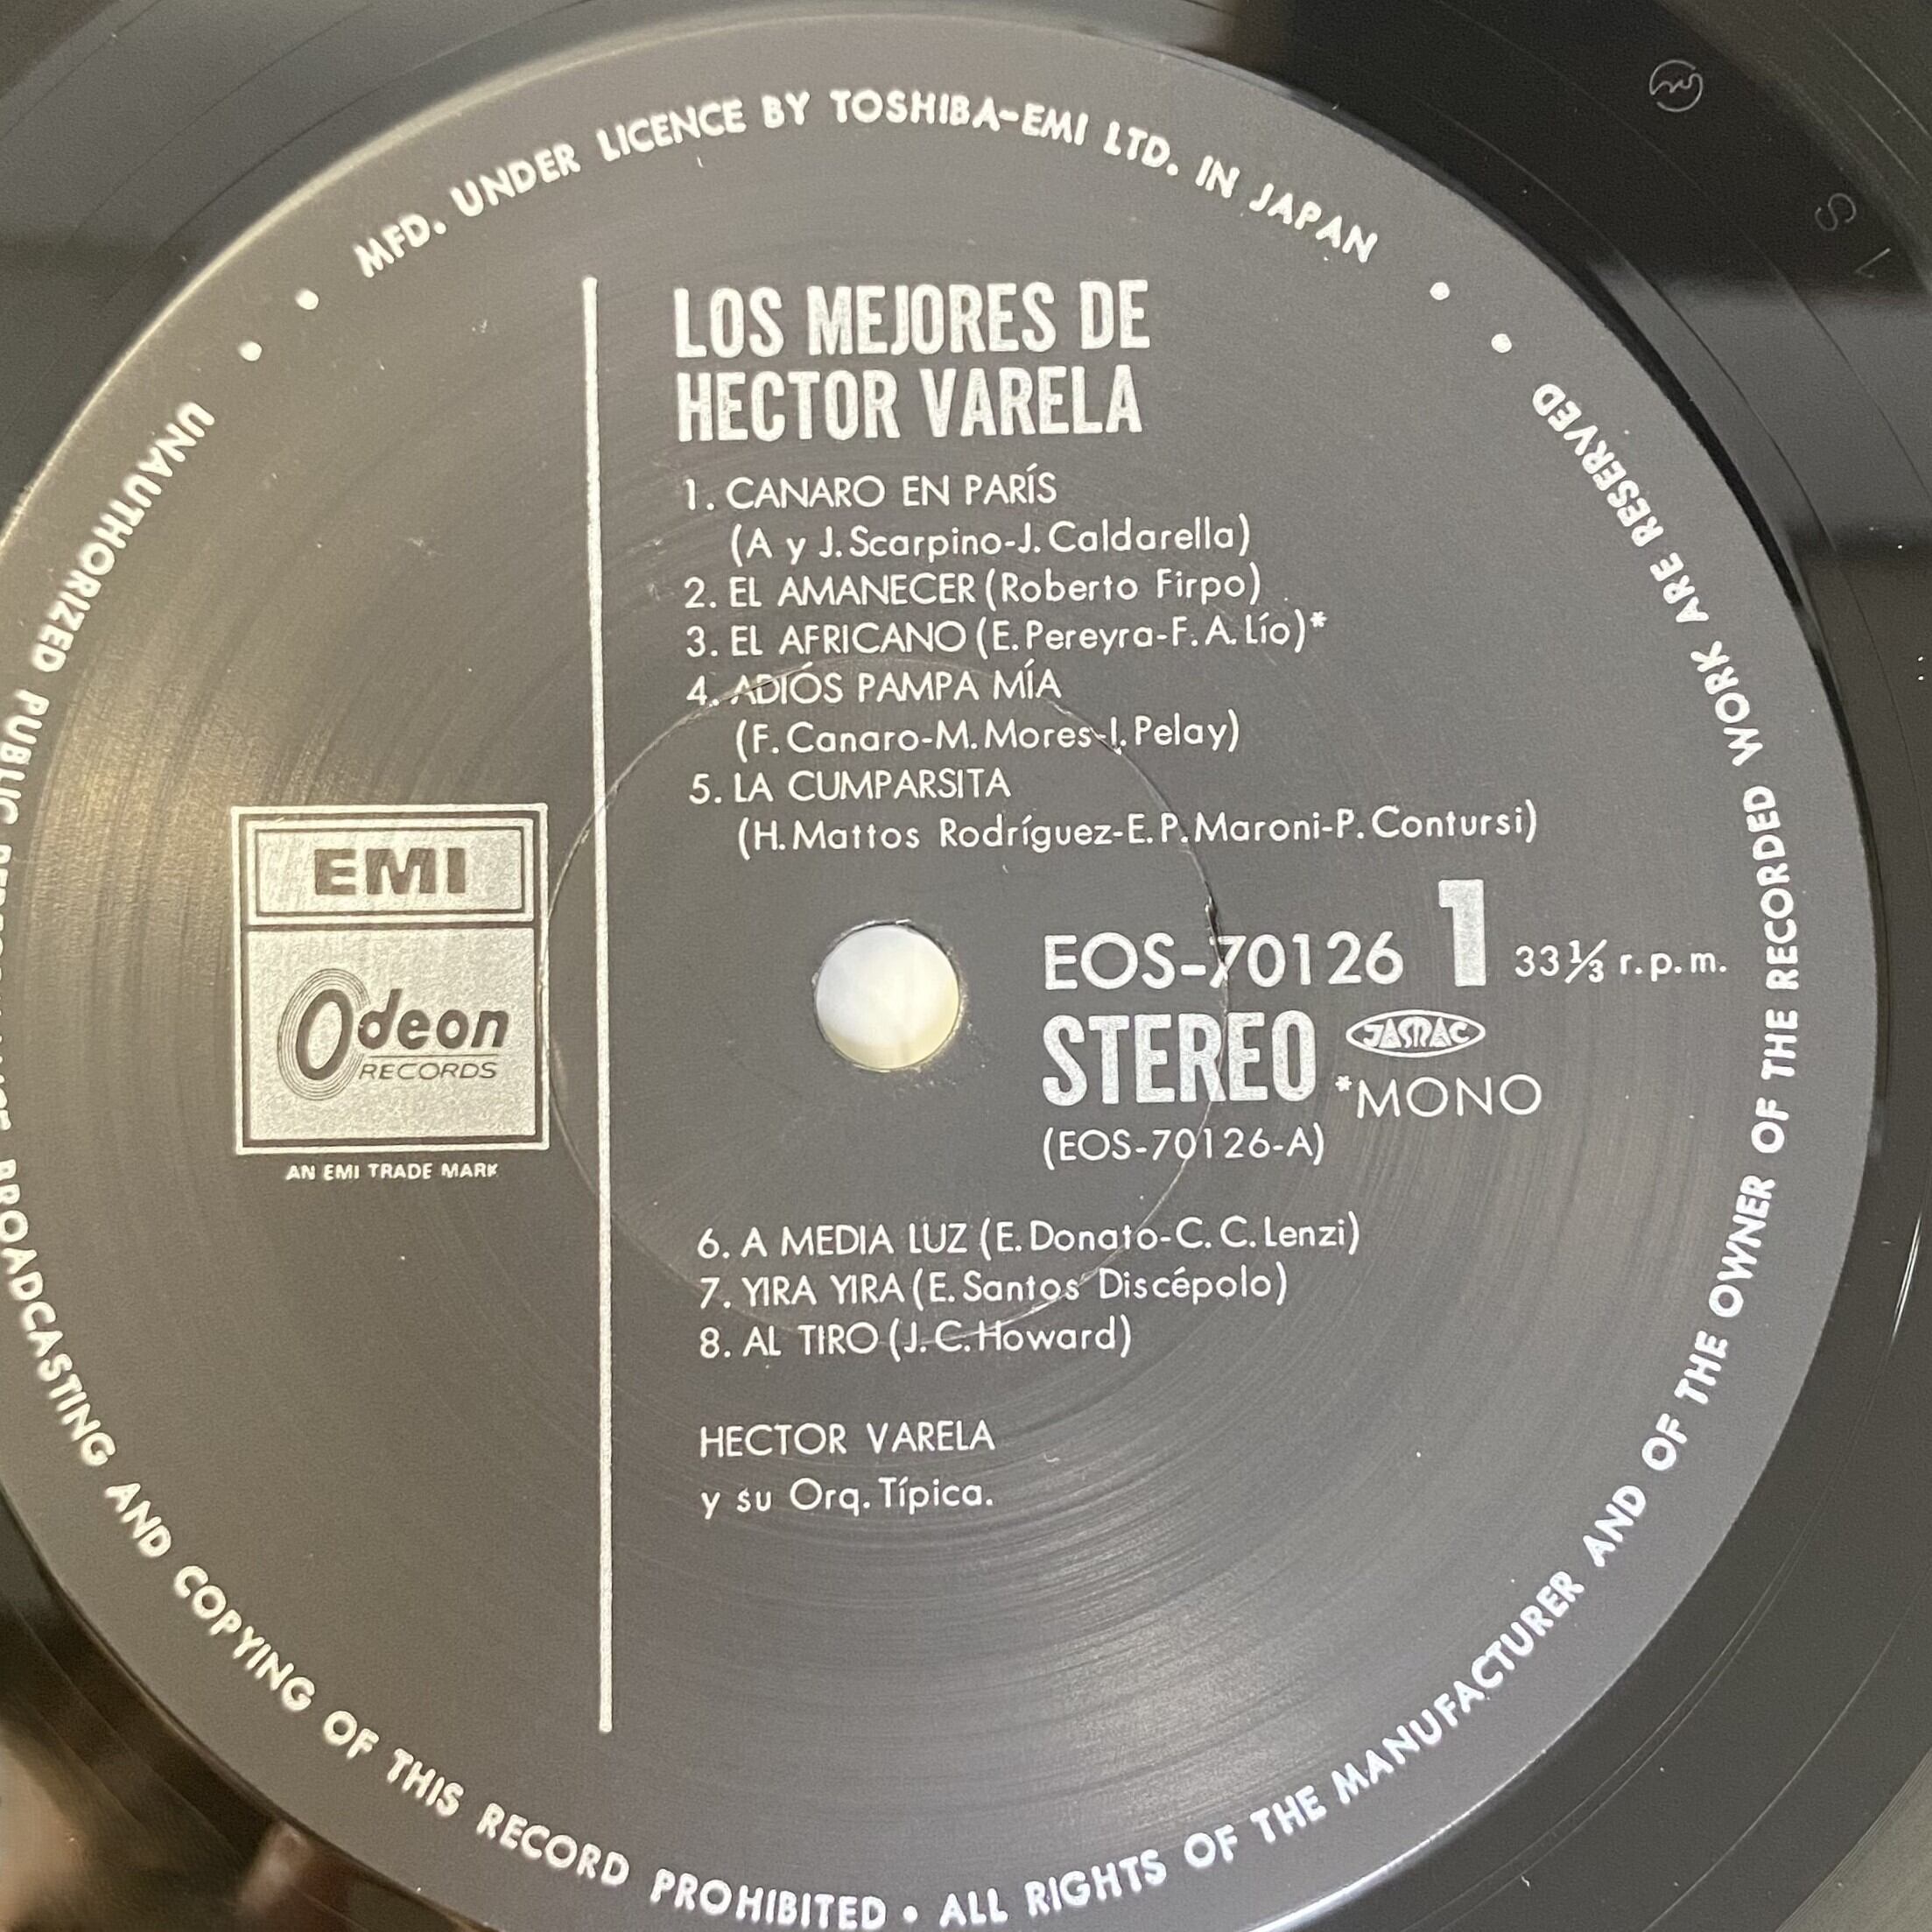 MFD. UNDER LICENCE BY TOSHIBA-EMI LTD. IN JAPAN
LOS MEJORES DE
HECTOR VARELA
1. CANARO EN PARÍS
(A y J. Scarpino-J. Caldarella)
2. EL AMANECER (Roberto Firpo)
3. EL AFRICANO (E. Pereyra-F. A. Lío)*
4. ADIÓS PAMPA MÍA
(F. Canaro-M. Mores-I. Pelay)
5. LA CUMPARSITA
(H. Mattos Rodríguez-E. P. Maroni-P. Contursi)
EMI
Odeon
RECORDS
AN EMI TRADE MARK
EOS-70126 1 33 1/3 r.p.m.
STEREO JASRAC
*MONO
(EOS-70126-A)
6. A MEDIA LUZ (E. Donato-C. C. Lenzi)
7. YIRA YIRA (E. Santos Discépolo)
8. AL TIRO (J. C. Howard)
HECTOR VARELA
y su Orq. Típica.
UNAUTHORIZED PUBLIC BROADCASTING AND COPYING OF THIS RECORD PROHIBITED • ALL RIGHTS OF THE MANUFACTURER AND OF THE OWNER OF THE RECORDED WORK ARE RESERVED